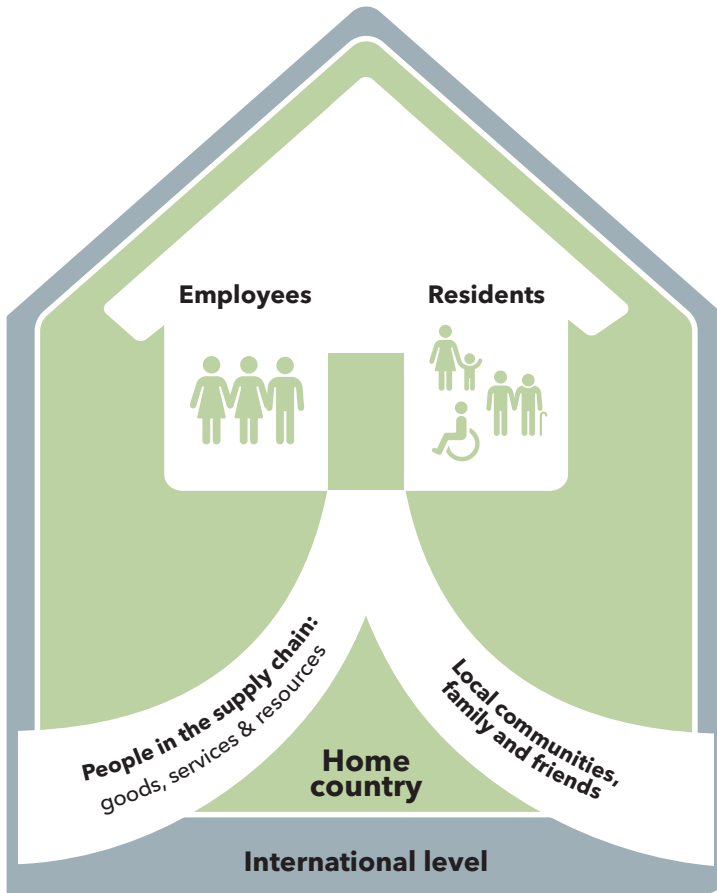 Employees
Residents
People in the supply chain:
goods, services & resources
Local communities,
family and friends
Home
country
International level